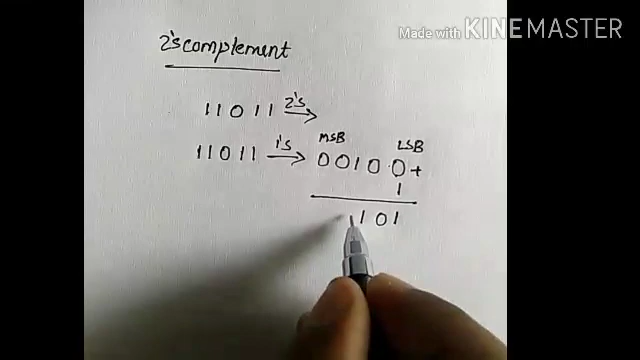 Made with KINEMASTER
2's complement
11011 2's →
MSB LSB
11011 1's → 00100+
1
101